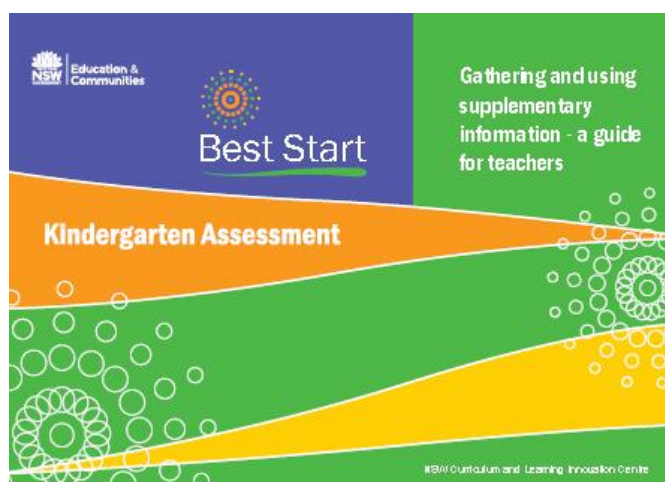 NSW
Education &
Communities
Best Start
Gathering and using
supplementary
information - a guide
for teachers
Kindergarten Assessment
NSW Curriculum and Learning Innovation Centre